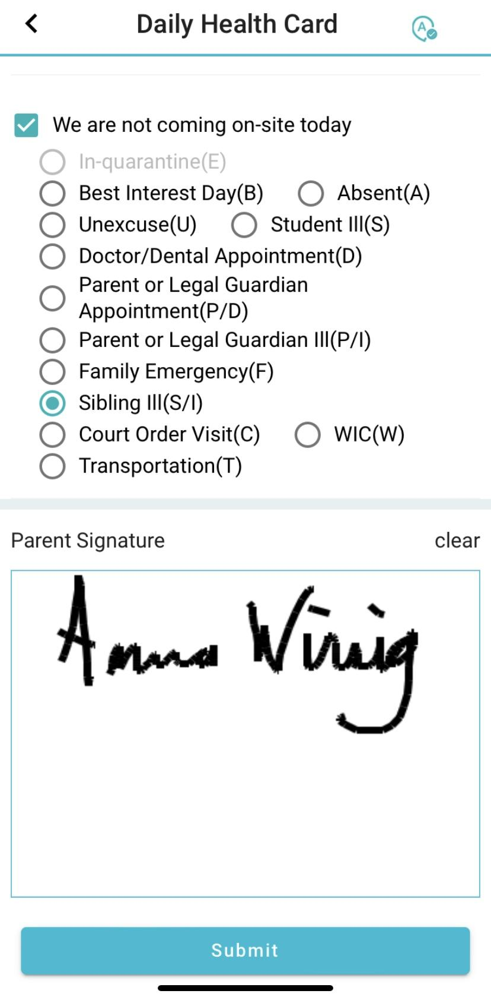 Daily Health Card
A
We are not coming on-site today
In-quarantine(E)
Best Interest Day(B) Absent(A)
Unexcuse(U) Student Ill(S)
Doctor/Dental Appointment(D)
Parent or Legal Guardian
Appointment(P/D)
Parent or Legal Guardian Ill(P/I)
Family Emergency(F)
Sibling Ill(S/I)
Court Order Visit(C) WIC(W)
Transportation(T)
Parent Signature clear
Anna
Submit